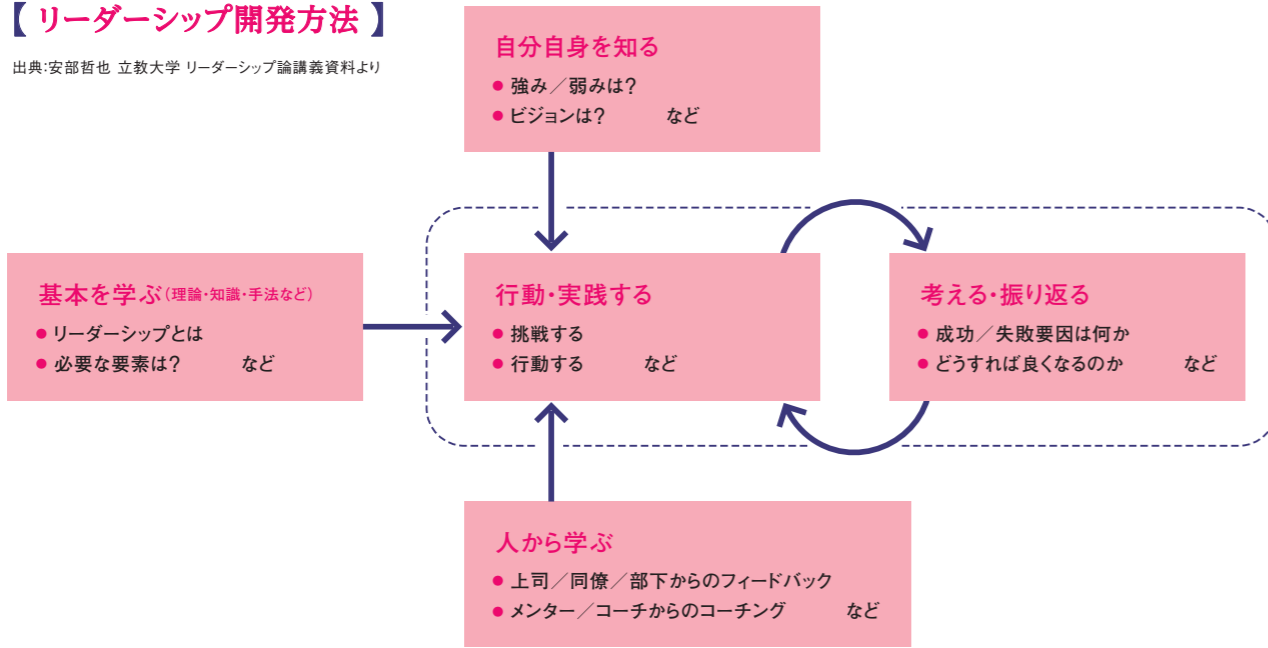 【 リーダーシップ開発方法 】
出典:安部哲也 立教大学 リーダーシップ論講義資料より
自分自身を知る
● 強み／弱みは?
● ビジョンは? など
基本を学ぶ(理論・知識・手法など)
● リーダーシップとは
● 必要な要素は? など
行動・実践する
● 挑戦する
● 行動する など
考える・振り返る
● 成功／失敗要因は何か
● どうすれば良くなるのか など
人から学ぶ
● 上司／同僚／部下からのフィードバック
● メンター／コーチからのコーチング など